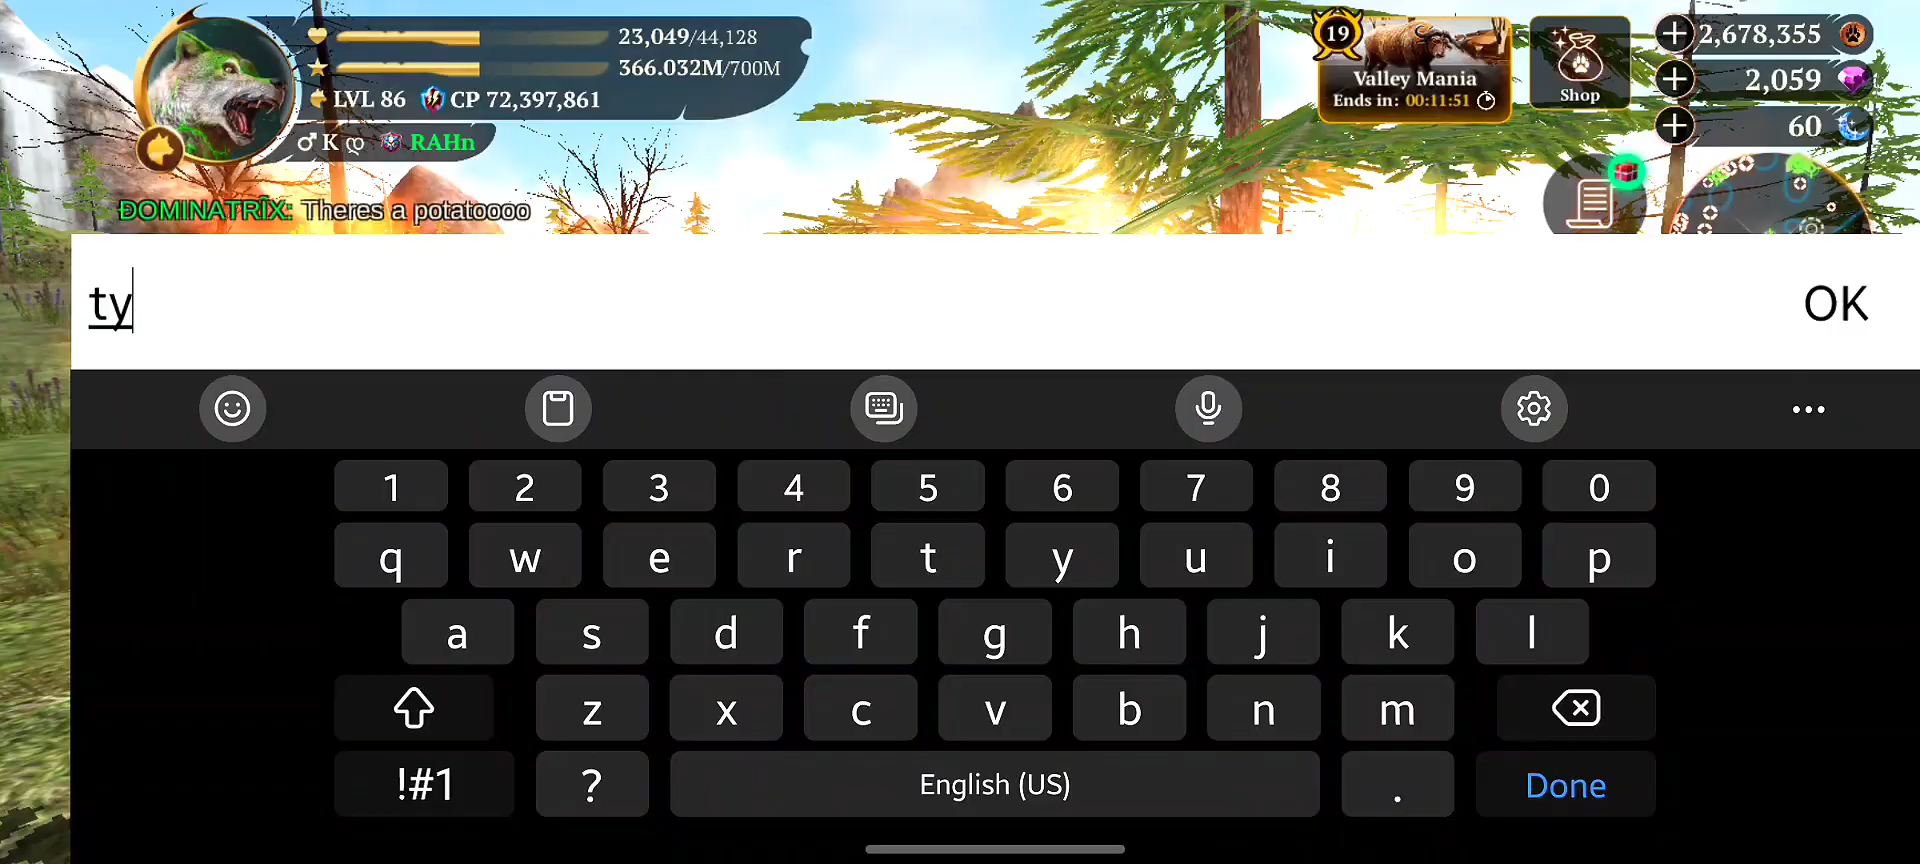 23,049/44,128
366.032M/700M
LVL 86 CP 72,397,861
♂ K ღ RAHn
ĐOMINATRÎX: Theres a potatoooo
19
Valley Mania
Ends in: 00:11:51
Shop
2,678,355
2,059
60
ty
OK
1 2 3 4 5 6 7 8 9 0
q w e r t y u i o p
a s d f g h j k l
z x c v b n m
!#1 ? English (US) . Done